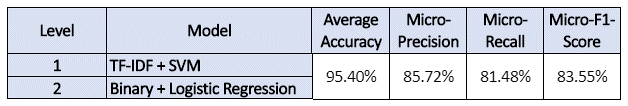 Level Model Average Accuracy Micro-Precision Micro-Recall Micro-F1-Score
1 TF-IDF + SVM 95.40% 85.72% 81.48% 83.55%
2 Binary + Logistic Regression